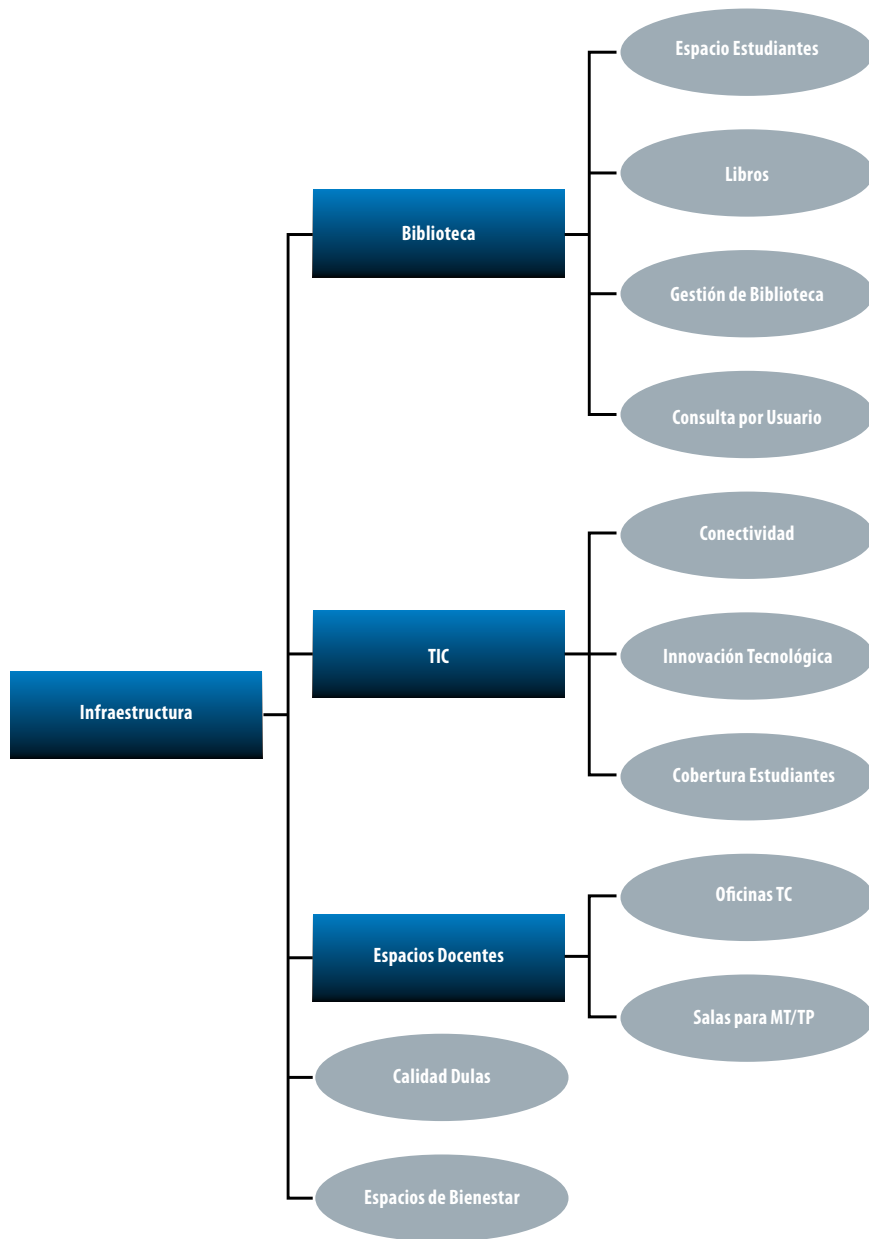 Espacio Estudiantes
Libros
Biblioteca
Gestión de Biblioteca
Consulta por Usuario
Conectividad
TIC
Innovación Tecnológica
Infraestructura
Cobertura Estudiantes
Oficinas TC
Espacios Docentes
Salas para MT/TP
Calidad Dulas
Espacios de Bienestar